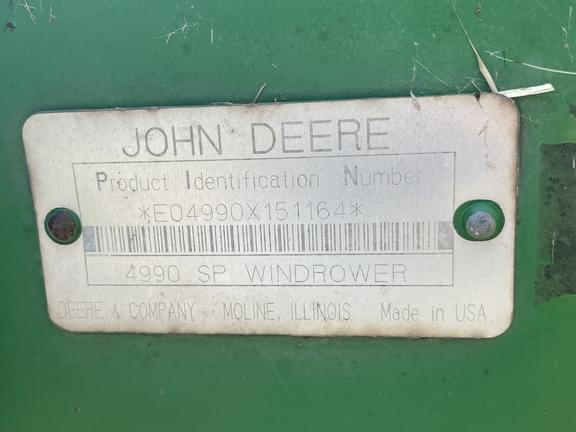 JOHN DEERE
Product Identification Number
*E04990X151164*
4990 SP WINDROWER
DEERE & COMPANY MOLINE, ILLINOIS Made in USA